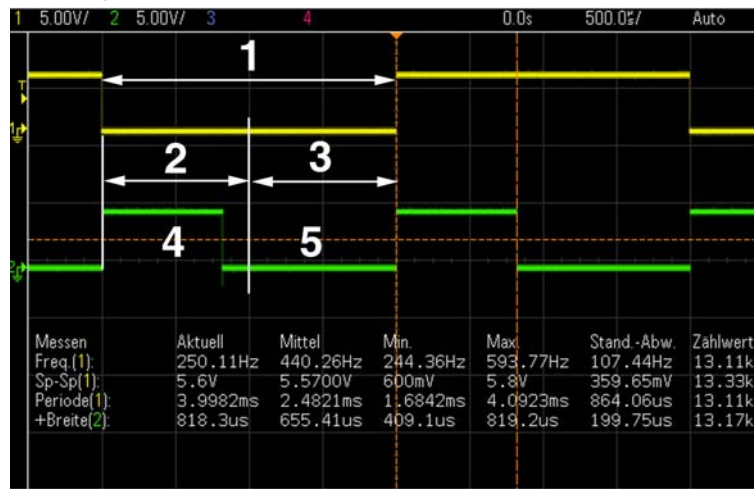 1 5.00V/ 2 5.00V/ 3 4 0.0s 500.0㎲/ Auto
1
T
1
2 3
4 5
2
Messen Aktuell Mittel Min. Max. Stand.-Abw. Zählwert
Freq.(1): 250.11Hz 440.26Hz 244.36Hz 593.77Hz 107.44Hz 13.11k
Sp-Sp(1): 5.6V 5.5700V 600mV 5.8V 359.65mV 13.33k
Periode(1): 3.9982ms 2.4821ms 1.6842ms 4.0923ms 864.06us 13.11k
+Breite(2): 818.3us 655.41us 409.1us 819.2us 199.75us 13.17k